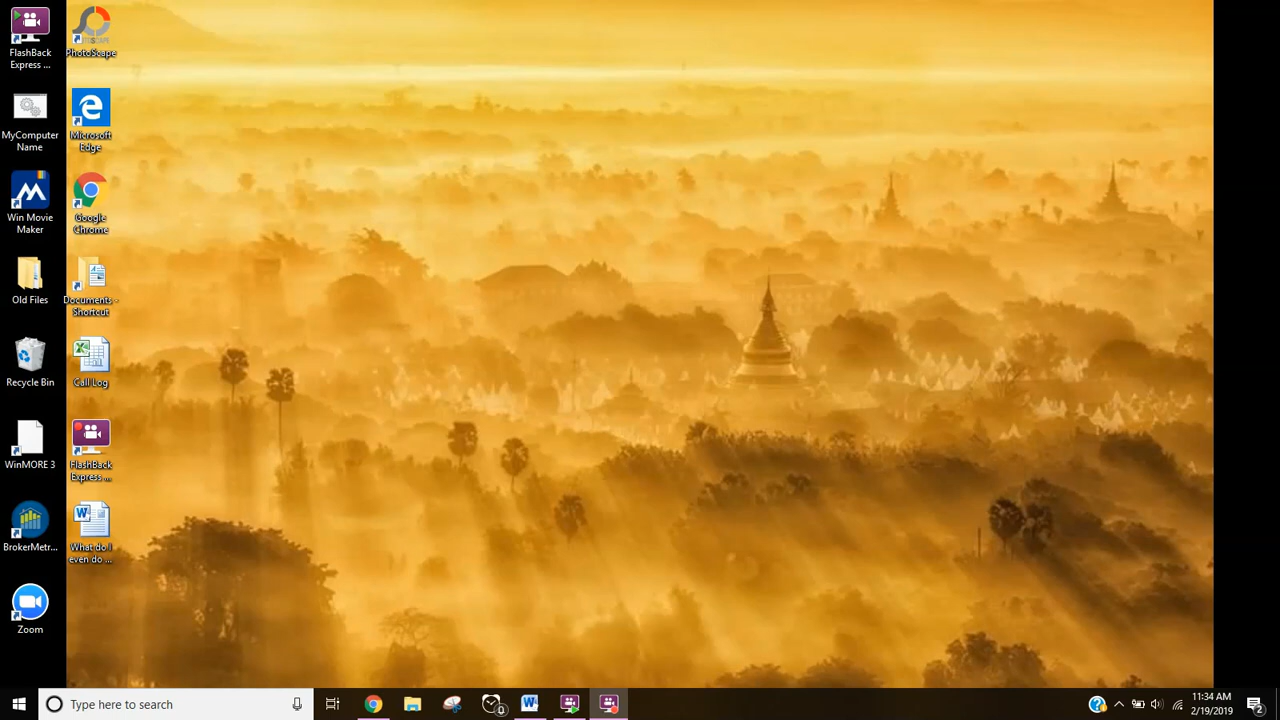 FlashBack
Express ...
PhotoScape
MyComputer
Name
Microsoft
Edge
Win Movie
Maker
Google
Chrome
Old Files
Documents -
Shortcut
Recycle Bin
Call Log
WinMORE 3
FlashBack
Express ...
BrokerMetr...
What do I
even do ...
Zoom
Type here to search
11:34 AM
2/19/2019
2